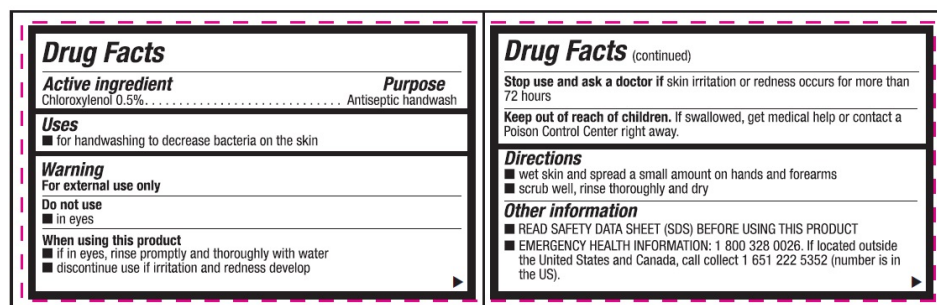 Drug Facts
Active ingredient Purpose
Chloroxylenol 0.5%............................. Antiseptic handwash
Uses
■ for handwashing to decrease bacteria on the skin
Warning
For external use only
Do not use
■ in eyes
When using this product
■ if in eyes, rinse promptly and thoroughly with water
■ discontinue use if irritation and redness develop
Drug Facts (continued)
Stop use and ask a doctor if skin irritation or redness occurs for more than
72 hours
Keep out of reach of children. If swallowed, get medical help or contact a
Poison Control Center right away.
Directions
■ wet skin and spread a small amount on hands and forearms
■ scrub well, rinse thoroughly and dry
Other information
■ READ SAFETY DATA SHEET (SDS) BEFORE USING THIS PRODUCT
■ EMERGENCY HEALTH INFORMATION: 1 800 328 0026. If located outside
the United States and Canada, call collect 1 651 222 5352 (number is in
the US).